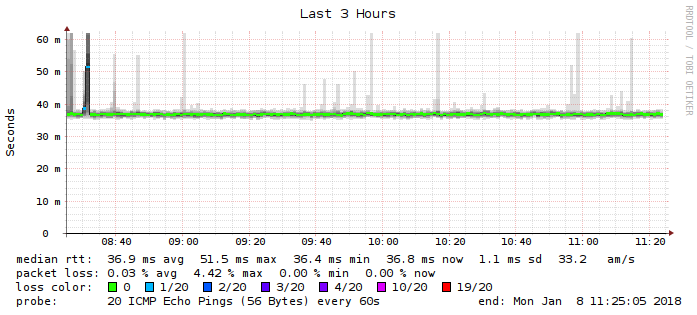 Last 3 Hours
RRDTOOL / TOBI OETIKER
Seconds
60 m
50 m
40 m
30 m
20 m
10 m
0
08:40 09:00 09:20 09:40 10:00 10:20 10:40 11:00 11:20
median rtt: 36.9 ms avg 51.5 ms max 36.4 ms min 36.8 ms now 1.1 ms sd 33.2 am/s
packet loss: 0.03 % avg 4.42 % max 0.00 % min 0.00 % now
loss color: 0 1/20 2/20 3/20 4/20 10/20 19/20
probe: 20 ICMP Echo Pings (56 Bytes) every 60s end: Mon Jan 8 11:25:05 2018